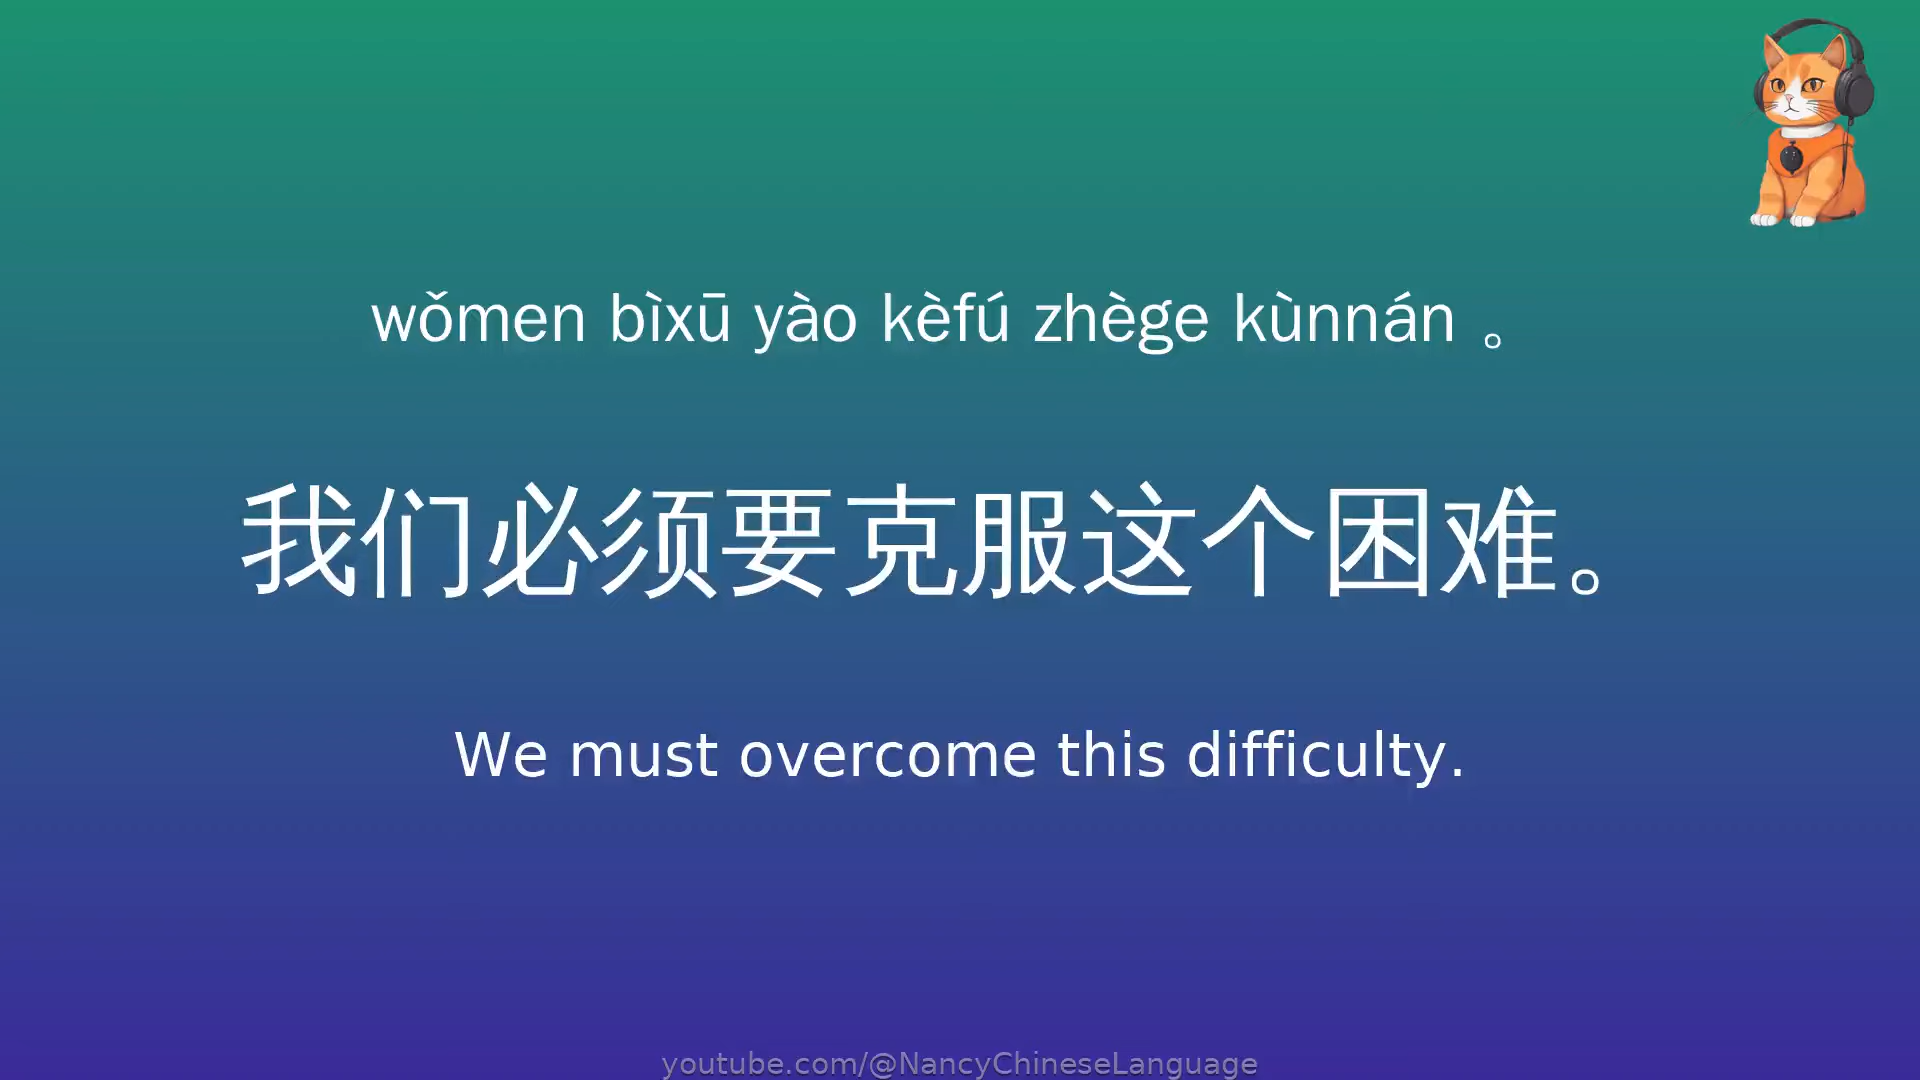 wǒmen bìxū yào kèfú zhège kùnnán 。
我们必须要克服这个困难。
We must overcome this difficulty.
youtube.com/@NancyChineseLanguage